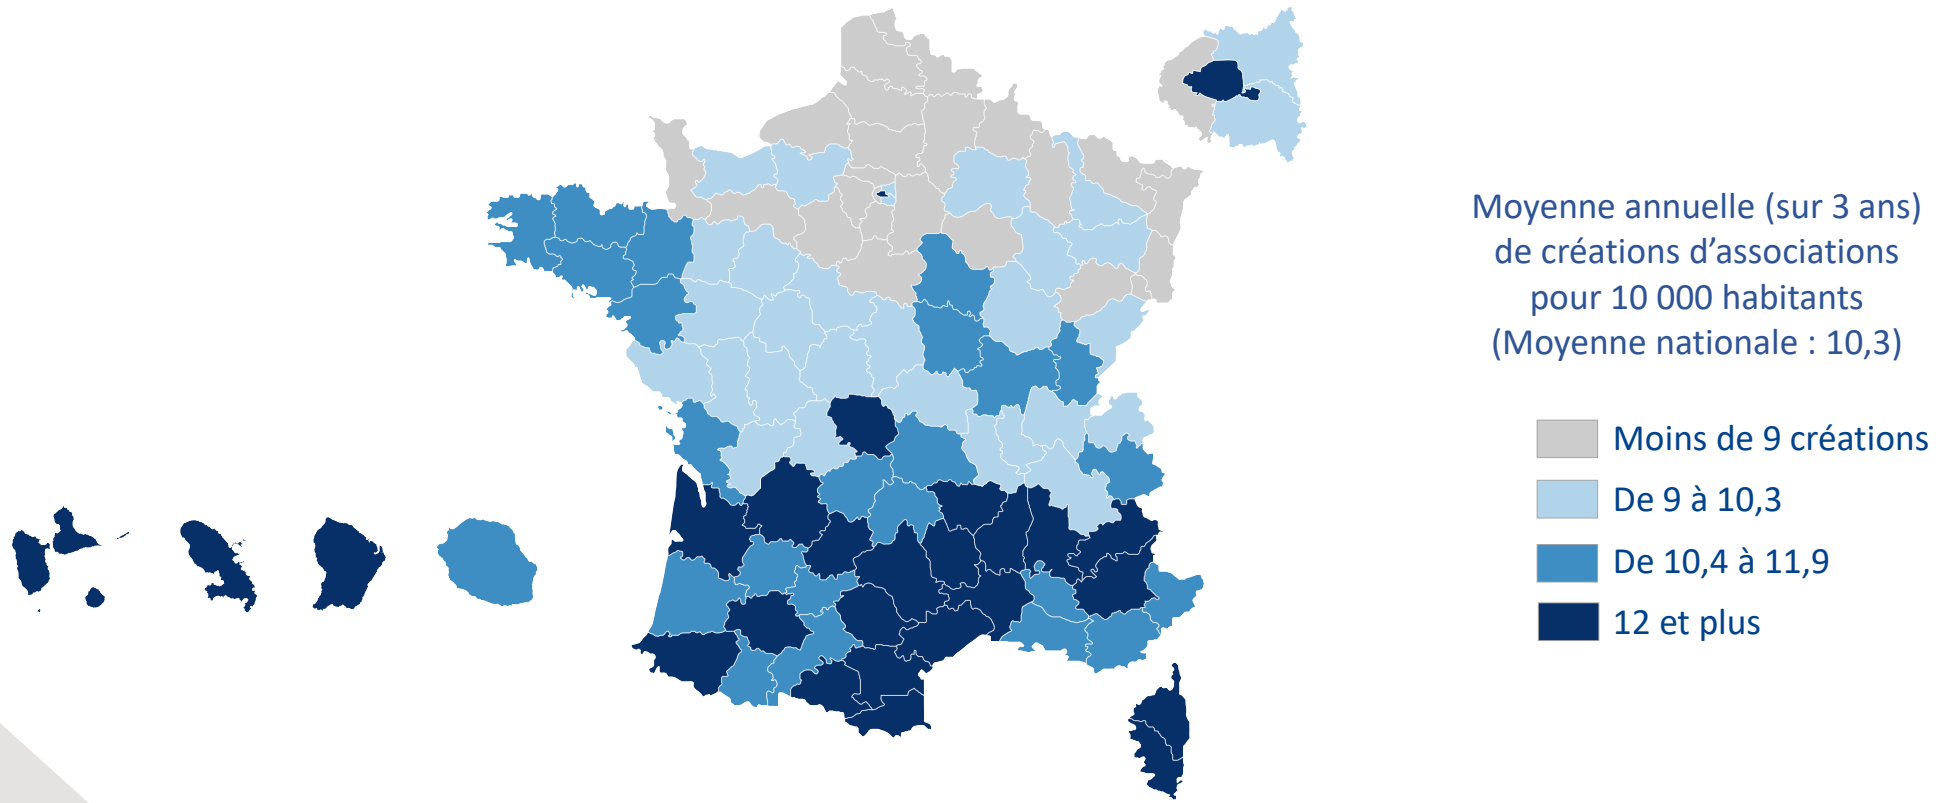 Moyenne annuelle (sur 3 ans)
de créations d’associations
pour 10 000 habitants
(Moyenne nationale : 10,3)
Moins de 9 créations
De 9 à 10,3
De 10,4 à 11,9
12 et plus